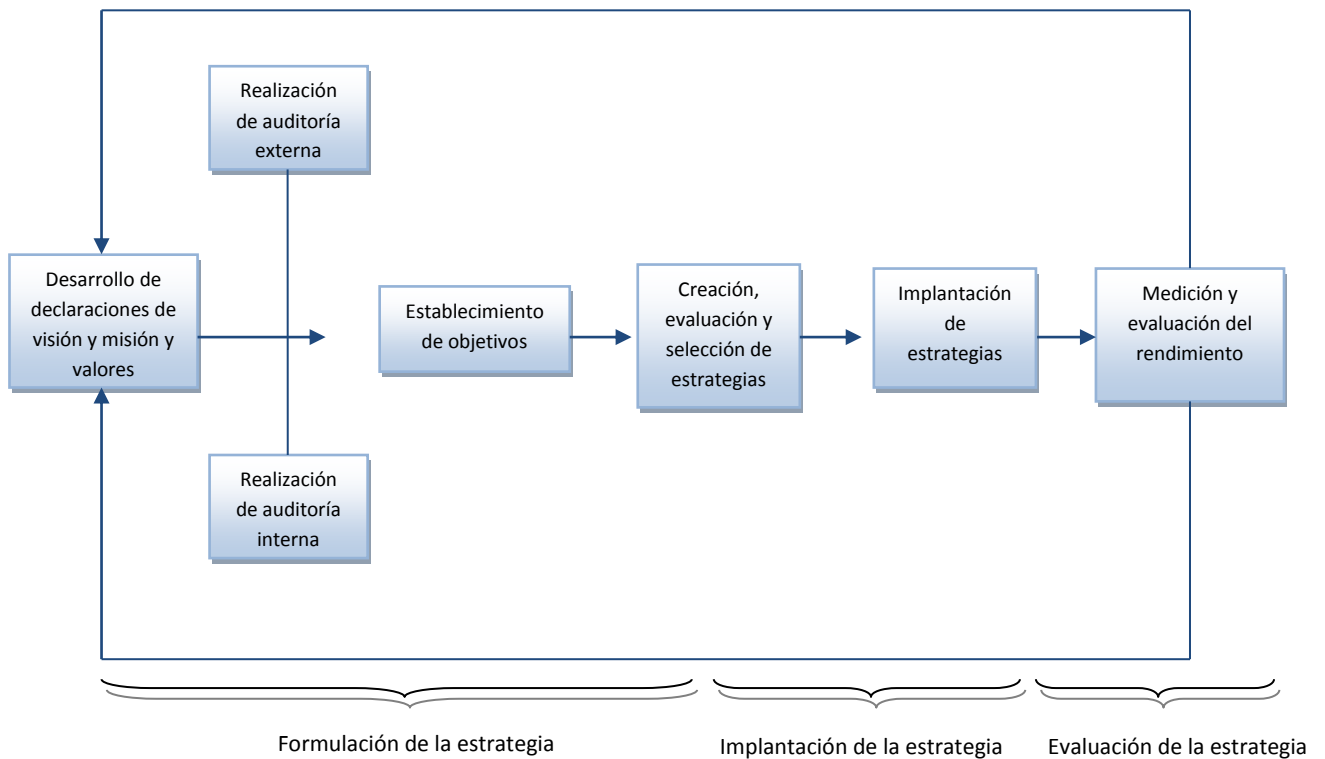 Realización
de auditoría
externa
Desarrollo de
declaraciones de
visión y misión y
valores
Establecimiento
de objetivos
Creación,
evaluación y
selección de
estrategias
Implantación
de
estrategias
Medición y
evaluación del
rendimiento
Realización
de auditoría
interna
Formulación de la estrategia
Implantación de la estrategia
Evaluación de la estrategia